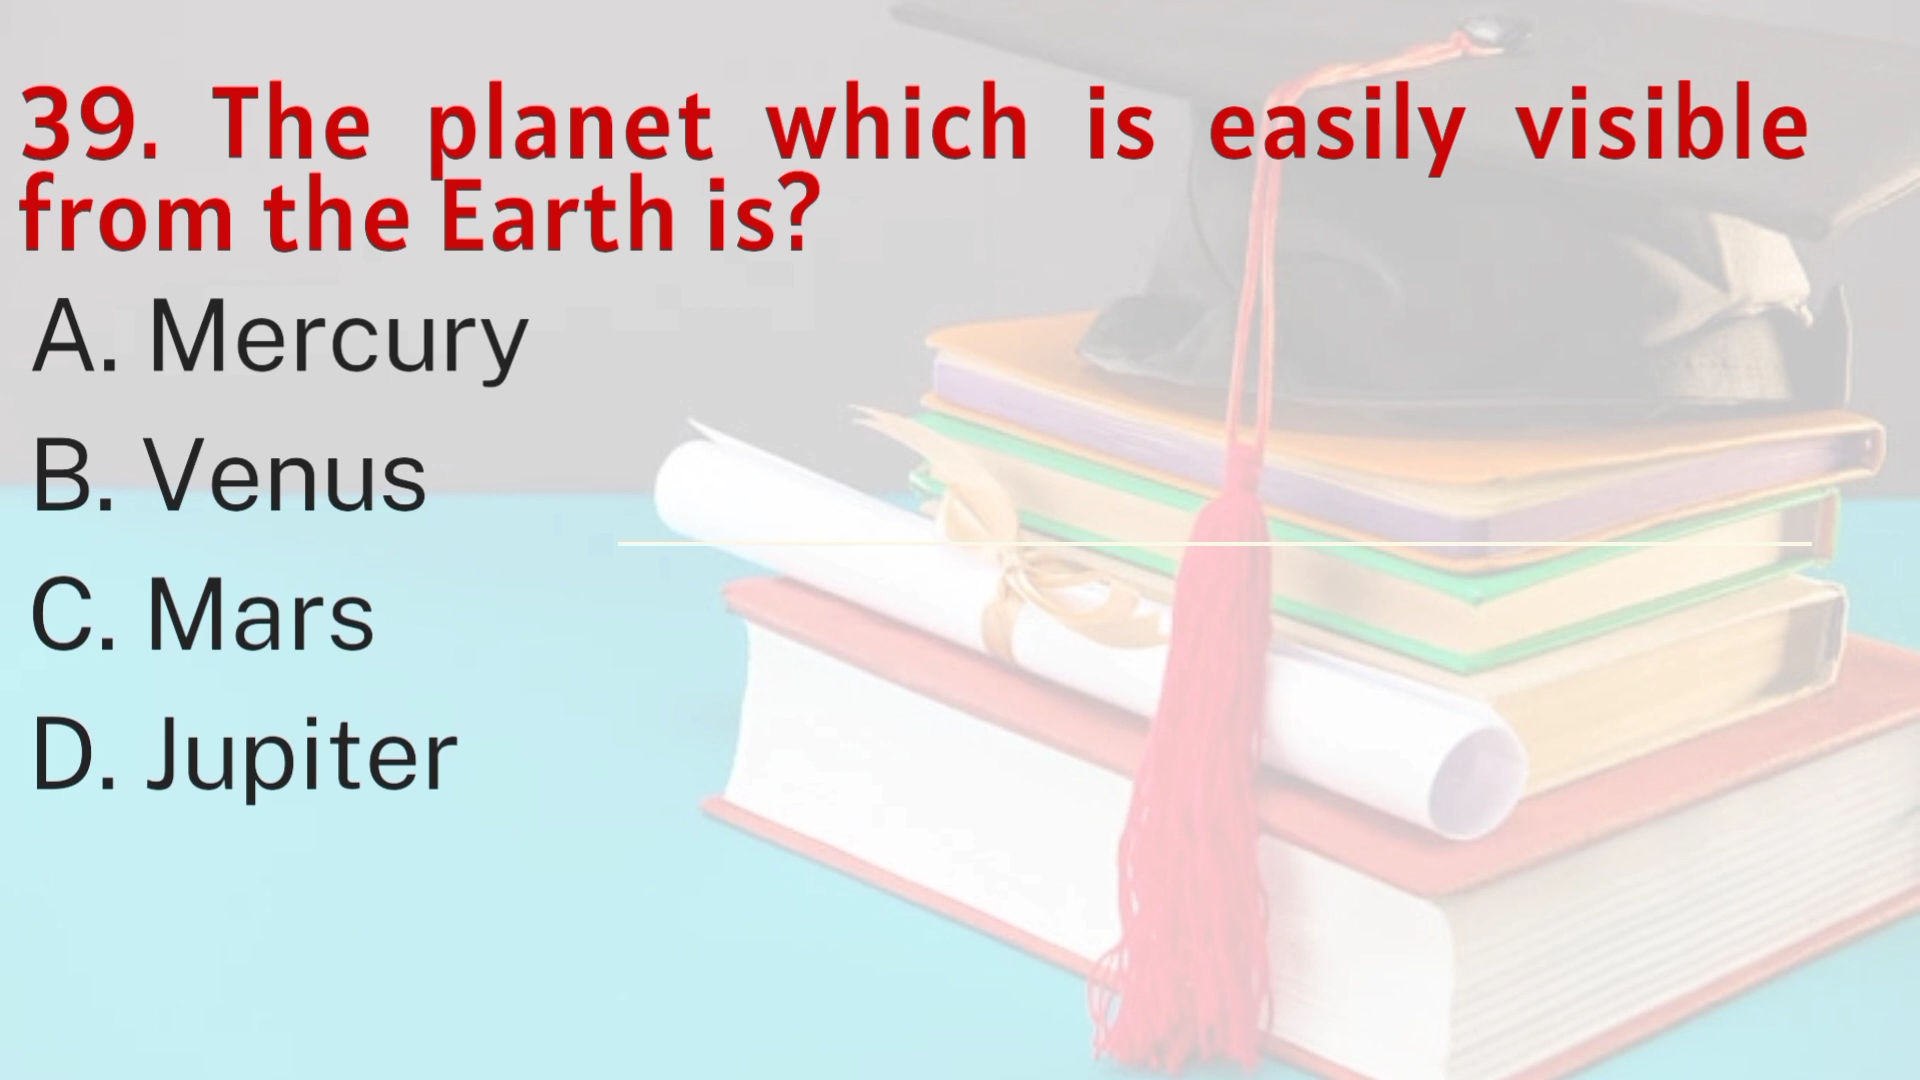 39. The planet which is easily visible
from the Earth is?
A. Mercury
B. Venus
C. Mars
D. Jupiter